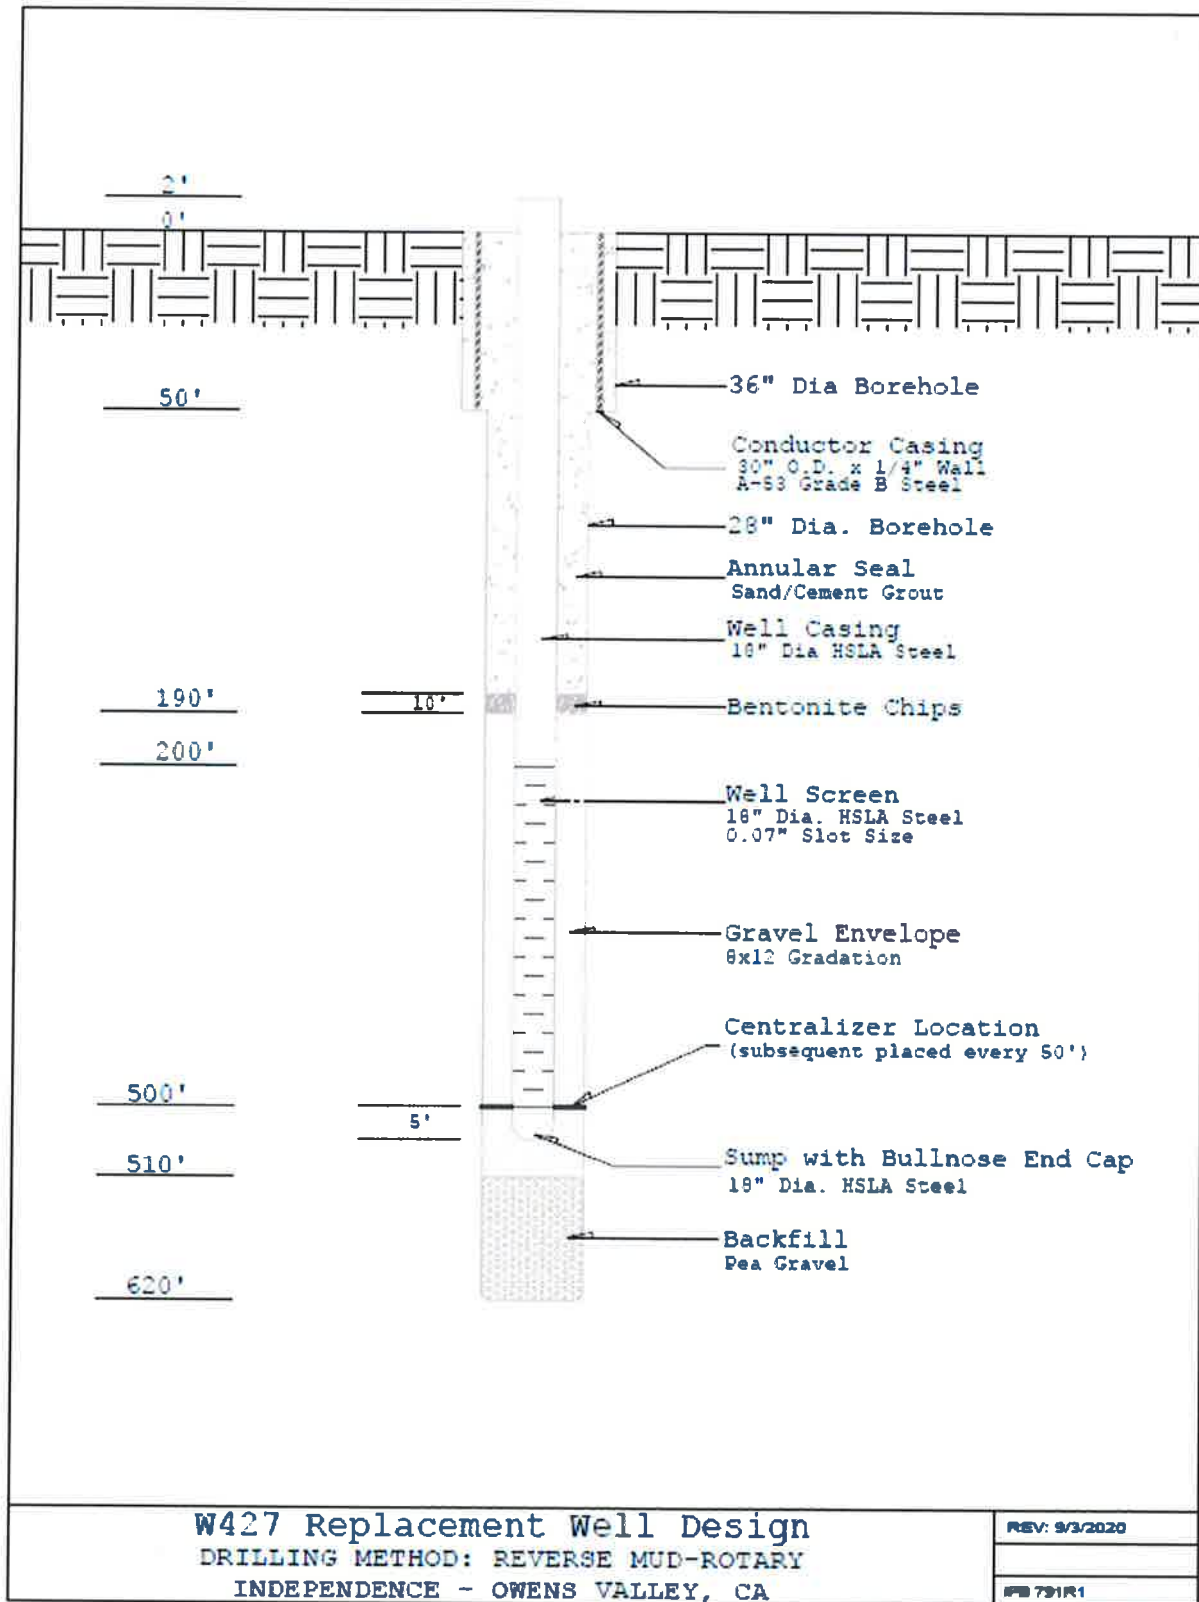 2'
0'
36" Dia Borehole
50'
Conductor Casing
30" O.D. x 1/4" Wall
A-53 Grade B Steel
28" Dia. Borehole
Annular Seal
Sand/Cement Grout
Well Casing
18" Dia HSLA Steel
190'
10'
Bentonite Chips
200'
Well Screen
18" Dia. HSLA Steel
0.07" Slot Size
Gravel Envelope
8x12 Gradation
Centralizer Location
(subsequent placed every 50')
500'
5'
510'
Sump with Bullnose End Cap
18" Dia. HSLA Steel
Backfill
Pea Gravel
620'
W427 Replacement Well Design
DRILLING METHOD: REVERSE MUD-ROTARY
INDEPENDENCE - OWENS VALLEY, CA
REV: 9/3/2020
791R1